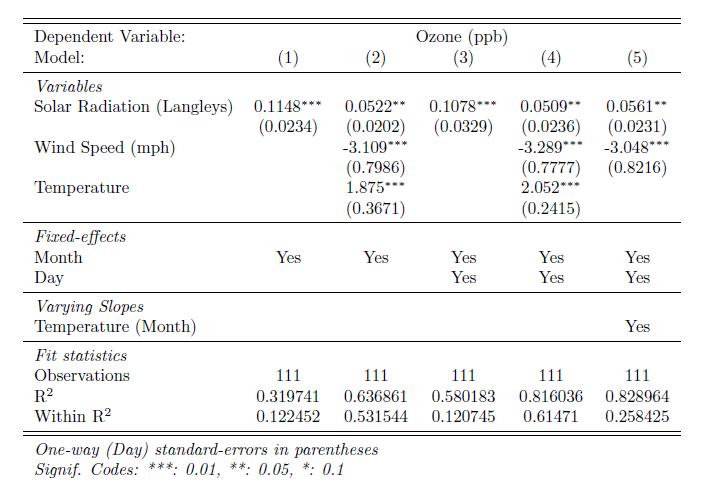 Dependent Variable: Ozone (ppb)
Model: (1) (2) (3) (4) (5)
Variables
Solar Radiation (Langleys) 0.1148*** 0.0522** 0.1078*** 0.0509** 0.0561**
(0.0234) (0.0202) (0.0329) (0.0236) (0.0231)
Wind Speed (mph) -3.109*** -3.289*** -3.048***
(0.7986) (0.7777) (0.8216)
Temperature 1.875*** 2.052***
(0.3671) (0.2415)
Fixed-effects
Month Yes Yes Yes Yes Yes
Day Yes Yes Yes
Varying Slopes
Temperature (Month) Yes
Fit statistics
Observations 111 111 111 111 111
R² 0.319741 0.636861 0.580183 0.816036 0.828964
Within R² 0.122452 0.531544 0.120745 0.61471 0.258425
One-way (Day) standard-errors in parentheses
Signif. Codes: ***: 0.01, **: 0.05, *: 0.1